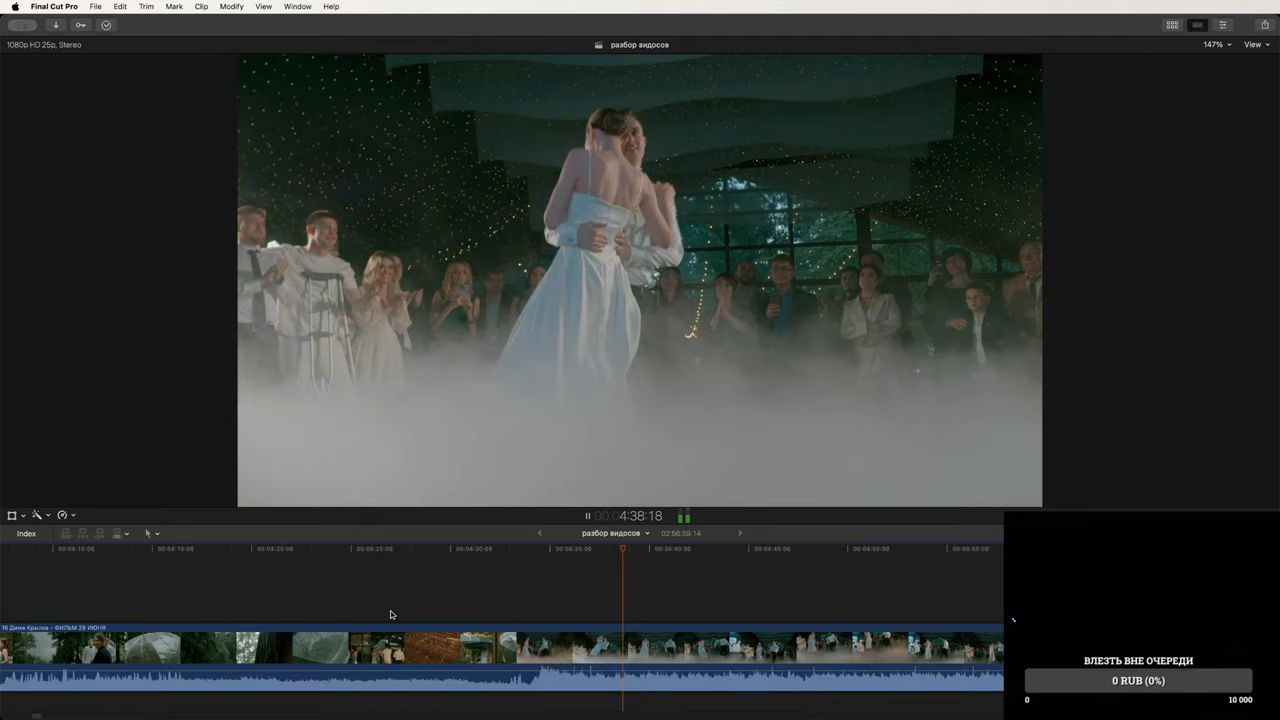 Final Cut Pro File Edit Trim Mark Clip Modify View Window Help
1080p HD 25p, Stereo
разбор видосов
147%
View
00:00:4:38:18
Index
разбор видосов
02:56:59:14
00:04:10:00 00:04:15:00 00:04:20:00 00:04:25:00 00:04:30:00 00:04:35:00 00:04:40:00 00:04:45:00 00:04:50:00 00:04:55:00
16 Дима Крылов - ФИЛЬМ 29 ИЮНЯ
ВЛЕЗТЬ ВНЕ ОЧЕРЕДИ
0 RUB (0%)
0 10 000